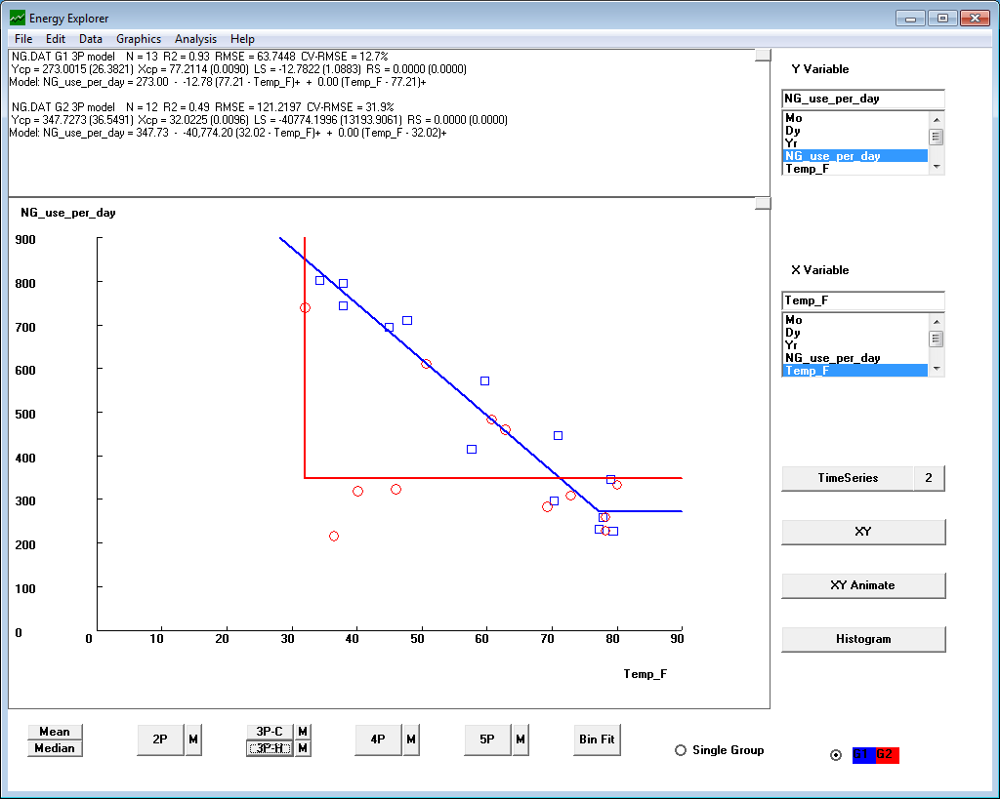 Energy Explorer
File Edit Data Graphics Analysis Help
NG.DAT G1 3P model N = 13 R2 = 0.93 RMSE = 63.7448 CV-RMSE = 12.7%
Ycp = 273.0015 (26.3821) Xcp = 77.2114 (0.0090) LS = -12.7822 (1.0883) RS = 0.0000 (0.0000)
Model: NG_use_per_day = 273.00 - -12.78 (77.21 - Temp_F)+ + 0.00 (Temp_F - 77.21)+
NG.DAT G2 3P model N = 12 R2 = 0.49 RMSE = 121.2197 CV-RMSE = 31.9%
Ycp = 347.7273 (36.5491) Xcp = 32.0225 (0.0096) LS = -40774.1996 (13193.9061) RS = 0.0000 (0.0000)
Model: NG_use_per_day = 347.73 - -40,774.20 (32.02 - Temp_F)+ + 0.00 (Temp_F - 32.02)+
Y Variable
NG_use_per_day
Mo
Dy
Yr
NG_use_per_day
Temp_F
X Variable
Temp_F
Mo
Dy
Yr
NG_use_per_day
Temp_F
TimeSeries 2
XY
XY Animate
Histogram
NG_use_per_day
900
800
700
600
500
400
300
200
100
0
0 10 20 30 40 50 60 70 80 90
Temp_F
Mean
Median
2P M
3P-C M
3P-H M
4P M
5P M
Bin Fit
Single Group
G1 G2